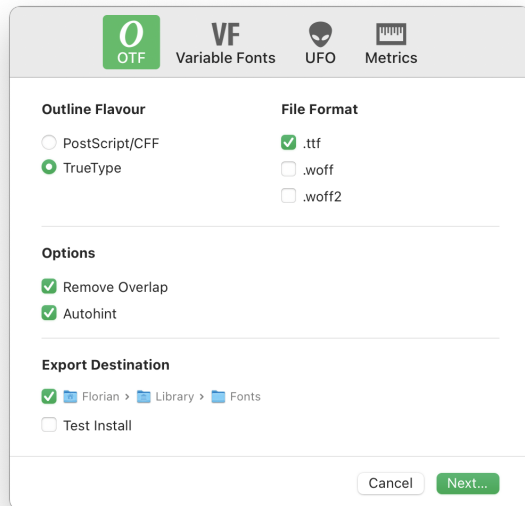 O VF
OTF Variable Fonts UFO Metrics
Outline Flavour File Format
PostScript/CFF .ttf
TrueType .woff
.woff2
Options
Remove Overlap
Autohint
Export Destination
Florian › Library › Fonts
Test Install
Cancel Next...